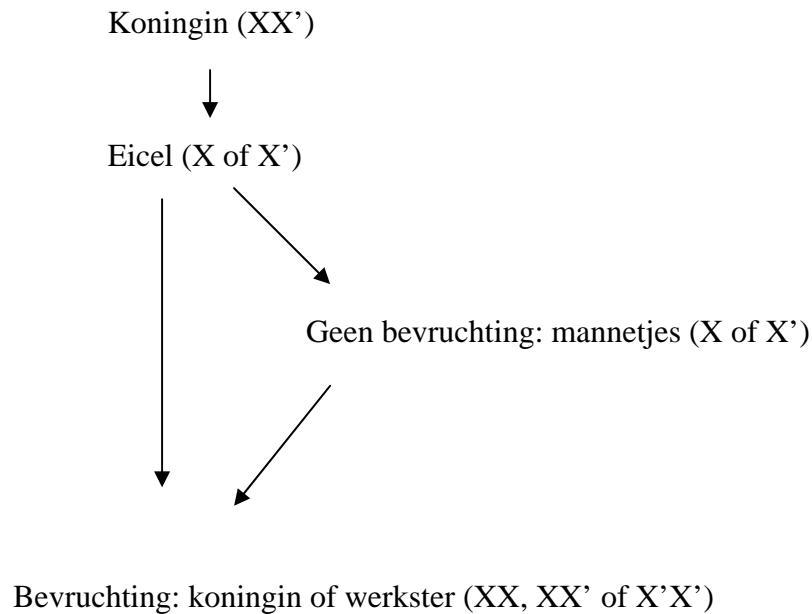 Koningin (XX’)
Eicel (X of X’)
Geen bevruchting: mannetjes (X of X’)
Bevruchting: koningin of werkster (XX, XX’ of X’X’)